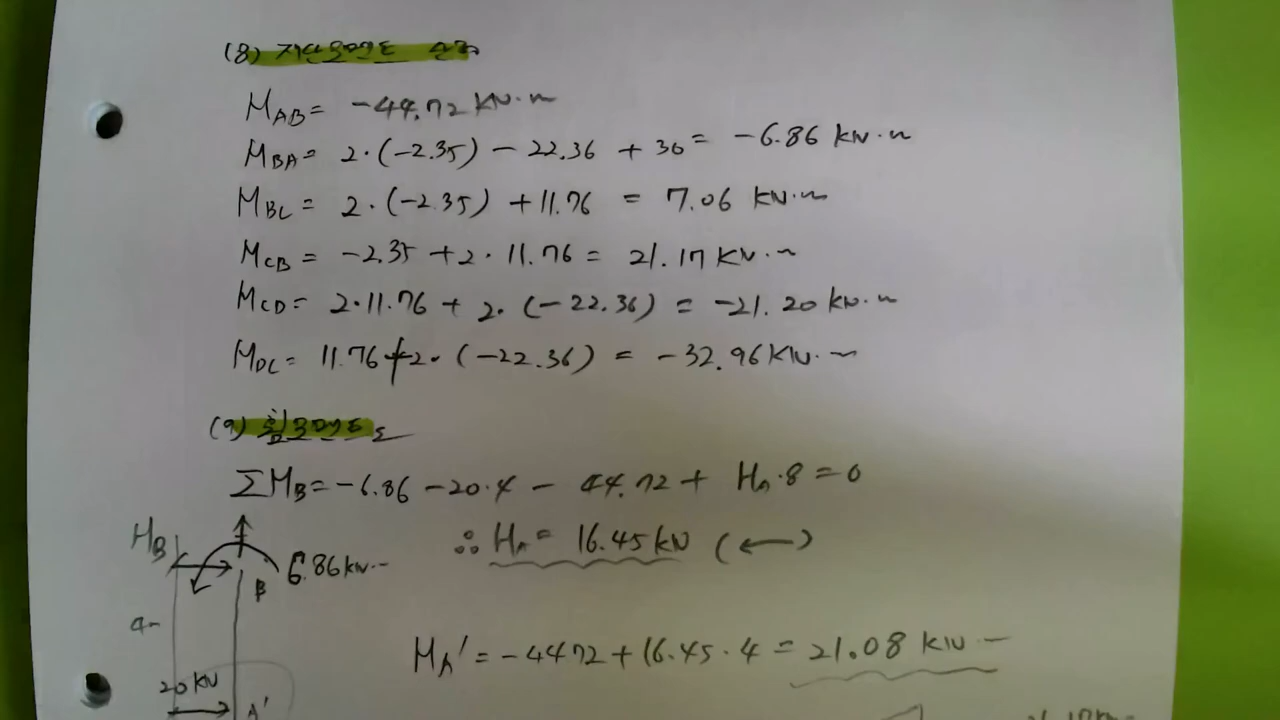 (8) 지단모멘트 산정
M_AB = -44.72 kN·m
M_BA = 2·(-2.35) - 22.36 + 30 = -6.86 kN·m
M_BC = 2·(-2.35) + 11.76 = 7.06 kN·m
M_CB = -2.35 + 2·11.76 = 21.17 kN·m
M_CD = 2·11.76 + 2·(-22.36) = -21.20 kN·m
M_DC = 11.76 + 2·(-22.36) = -32.96 kN·m
(9) 휨모멘트도
ΣM_B = -6.86 - 20·4 - 44.72 + H_A·8 = 0
∴ H_A = 16.45 kN (←)
H_B
6.86 kN·m
B
4m
M_A' = -44.72 + 16.45·4 = 21.08 kN·m
20 kN
A'